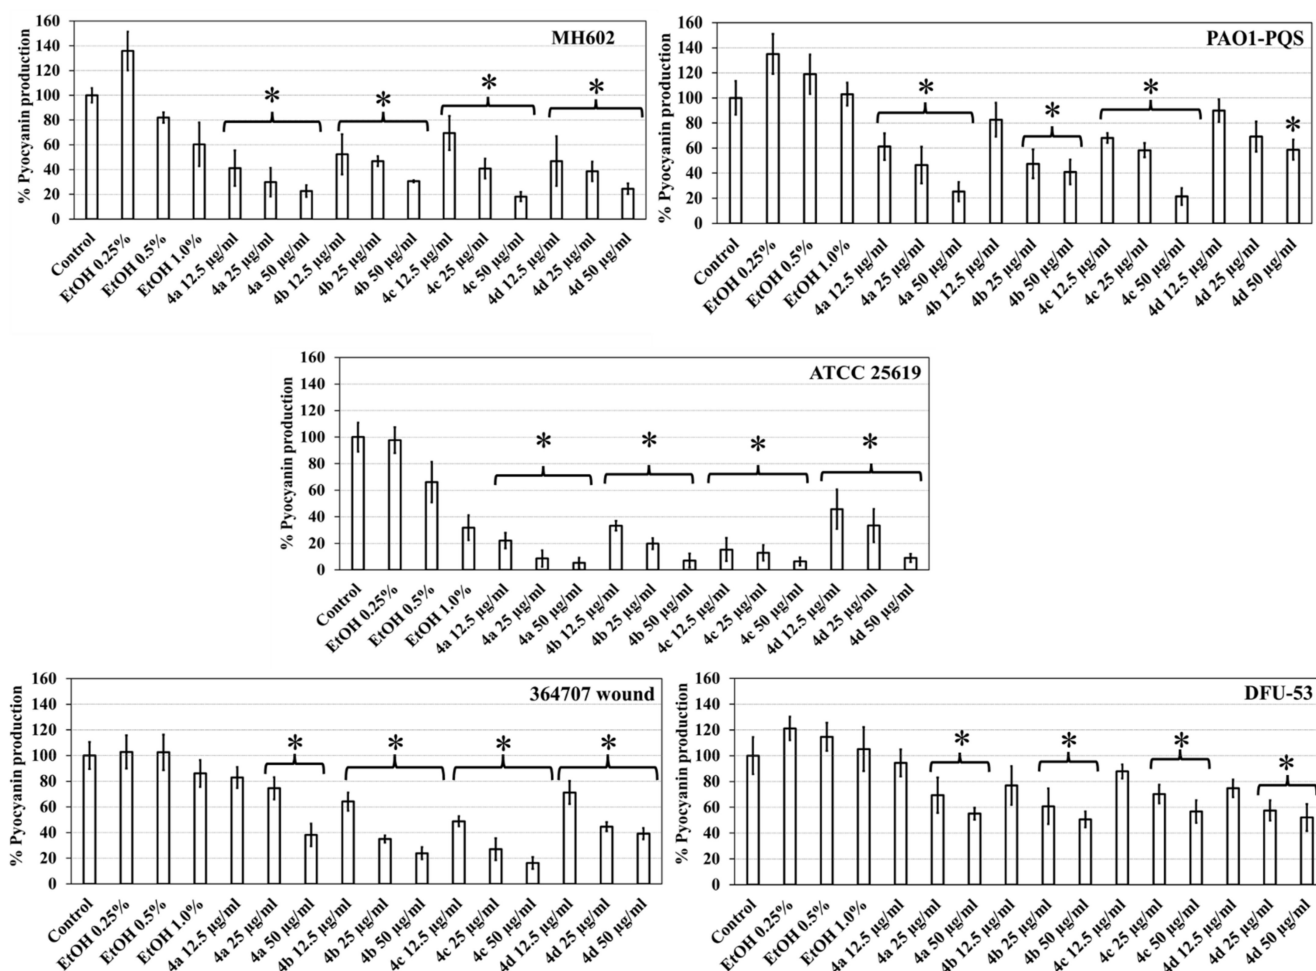 MH602
% Pyocyanin production
160
140
120
100
80
60
40
20
0
Control
EtOH 0.25%
EtOH 0.5%
EtOH 1.0%
4a 12.5 µg/ml
4a 25 µg/ml
4a 50 µg/ml
4b 12.5 µg/ml
4b 25 µg/ml
4b 50 µg/ml
4c 12.5 µg/ml
4c 25 µg/ml
4c 50 µg/ml
4d 12.5 µg/ml
4d 25 µg/ml
4d 50 µg/ml
* * * *
PAO1-PQS
% Pyocyanin production
160
140
120
100
80
60
40
20
0
Control
EtOH 0.25%
EtOH 0.5%
EtOH 1.0%
4a 12.5 µg/ml
4a 25 µg/ml
4a 50 µg/ml
4b 12.5 µg/ml
4b 25 µg/ml
4b 50 µg/ml
4c 12.5 µg/ml
4c 25 µg/ml
4c 50 µg/ml
4d 12.5 µg/ml
4d 25 µg/ml
4d 50 µg/ml
* * * *
ATCC 25619
% Pyocyanin production
160
140
120
100
80
60
40
20
0
Control
EtOH 0.25%
EtOH 0.5%
EtOH 1.0%
4a 12.5 µg/ml
4a 25 µg/ml
4a 50 µg/ml
4b 12.5 µg/ml
4b 25 µg/ml
4b 50 µg/ml
4c 12.5 µg/ml
4c 25 µg/ml
4c 50 µg/ml
4d 12.5 µg/ml
4d 25 µg/ml
4d 50 µg/ml
* * * *
364707 wound
% Pyocyanin production
160
140
120
100
80
60
40
20
0
Control
EtOH 0.25%
EtOH 0.5%
EtOH 1.0%
4a 12.5 µg/ml
4a 25 µg/ml
4a 50 µg/ml
4b 12.5 µg/ml
4b 25 µg/ml
4b 50 µg/ml
4c 12.5 µg/ml
4c 25 µg/ml
4c 50 µg/ml
4d 12.5 µg/ml
4d 25 µg/ml
4d 50 µg/ml
* * * *
DFU-53
% Pyocyanin production
160
140
120
100
80
60
40
20
0
Control
EtOH 0.25%
EtOH 0.5%
EtOH 1.0%
4a 12.5 µg/ml
4a 25 µg/ml
4a 50 µg/ml
4b 12.5 µg/ml
4b 25 µg/ml
4b 50 µg/ml
4c 12.5 µg/ml
4c 25 µg/ml
4c 50 µg/ml
4d 12.5 µg/ml
4d 25 µg/ml
4d 50 µg/ml
* * * *